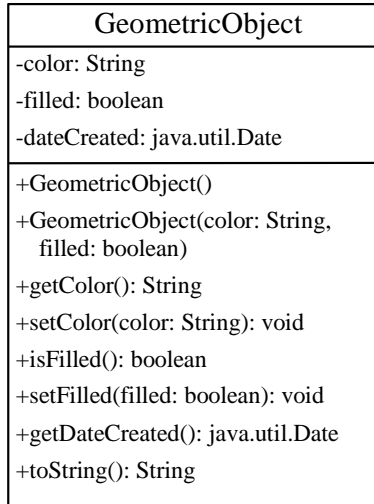 GeometricObject
-color: String
-filled: boolean
-dateCreated: java.util.Date
+GeometricObject()
+GeometricObject(color: String,
filled: boolean)
+getColor(): String
+setColor(color: String): void
+isFilled(): boolean
+setFilled(filled: boolean): void
+getDateCreated(): java.util.Date
+toString(): String